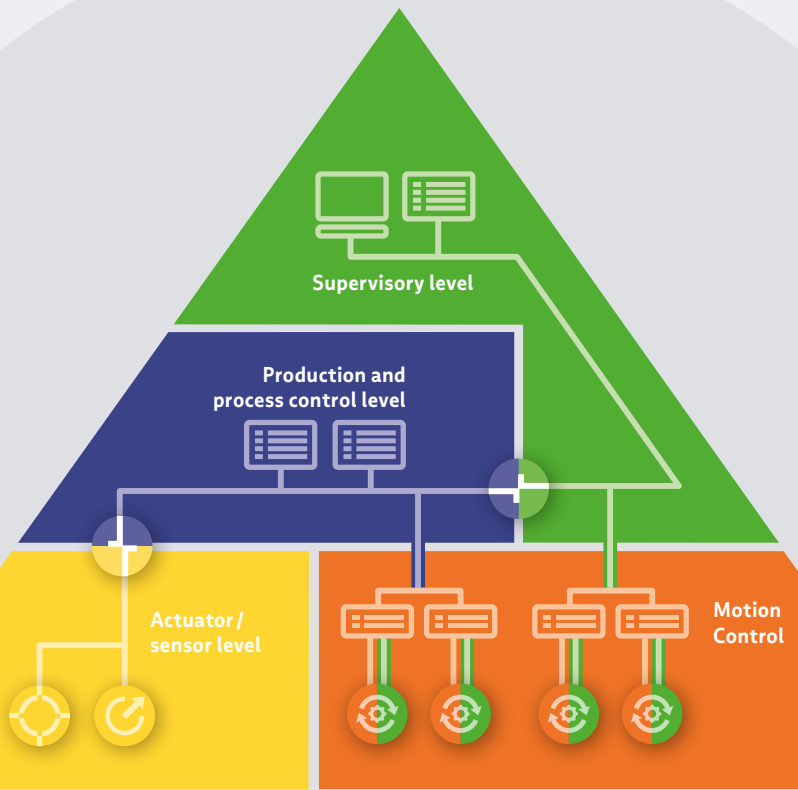 Supervisory level
Production and
process control level
Actuator/
sensor level
Motion
Control